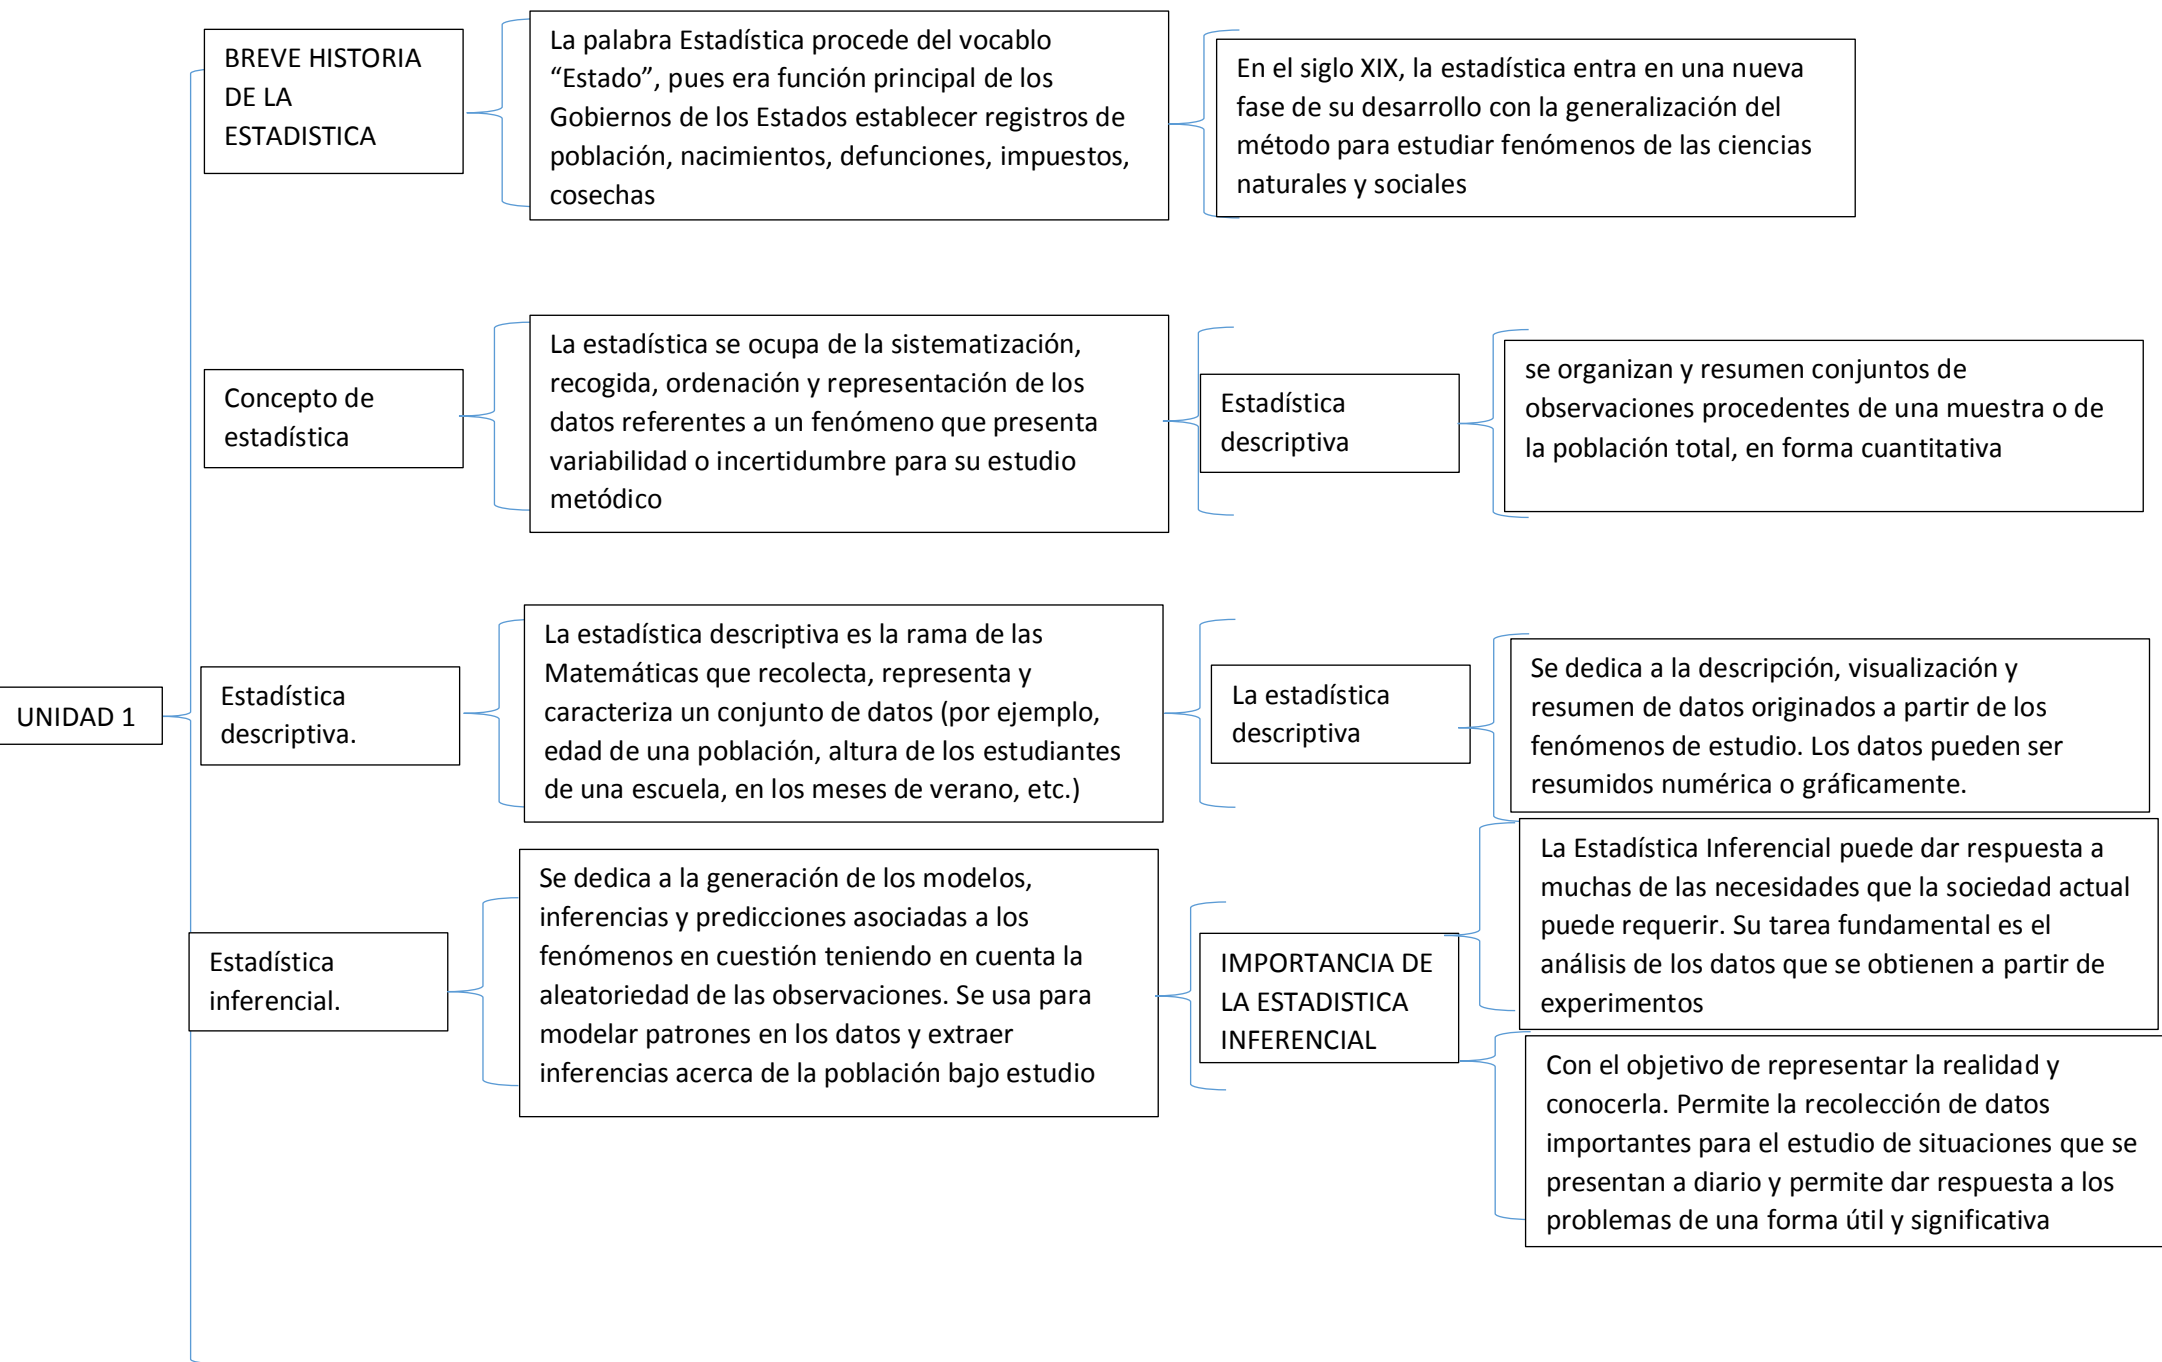 BREVE HISTORIA
DE LA
ESTADISTICA
La palabra Estadística procede del vocablo
“Estado”, pues era función principal de los
Gobiernos de los Estados establecer registros de
población, nacimientos, defunciones, impuestos,
cosechas
En el siglo XIX, la estadística entra en una nueva
fase de su desarrollo con la generalización del
método para estudiar fenómenos de las ciencias
naturales y sociales
Concepto de
estadística
La estadística se ocupa de la sistematización,
recogida, ordenación y representación de los
datos referentes a un fenómeno que presenta
variabilidad o incertidumbre para su estudio
metódico
Estadística
descriptiva
se organizan y resumen conjuntos de
observaciones procedentes de una muestra o de
la población total, en forma cuantitativa
UNIDAD 1
Estadística
descriptiva.
La estadística descriptiva es la rama de las
Matemáticas que recolecta, representa y
caracteriza un conjunto de datos (por ejemplo,
edad de una población, altura de los estudiantes
de una escuela, en los meses de verano, etc.)
La estadística
descriptiva
Se dedica a la descripción, visualización y
resumen de datos originados a partir de los
fenómenos de estudio. Los datos pueden ser
resumidos numérica o gráficamente.
Estadística
inferencial.
Se dedica a la generación de los modelos,
inferencias y predicciones asociadas a los
fenómenos en cuestión teniendo en cuenta la
aleatoriedad de las observaciones. Se usa para
modelar patrones en los datos y extraer
inferencias acerca de la población bajo estudio
IMPORTANCIA DE
LA ESTADISTICA
INFERENCIAL
La Estadística Inferencial puede dar respuesta a
muchas de las necesidades que la sociedad actual
puede requerir. Su tarea fundamental es el
análisis de los datos que se obtienen a partir de
experimentos
Con el objetivo de representar la realidad y
conocerla. Permite la recolección de datos
importantes para el estudio de situaciones que se
presentan a diario y permite dar respuesta a los
problemas de una forma útil y significativa